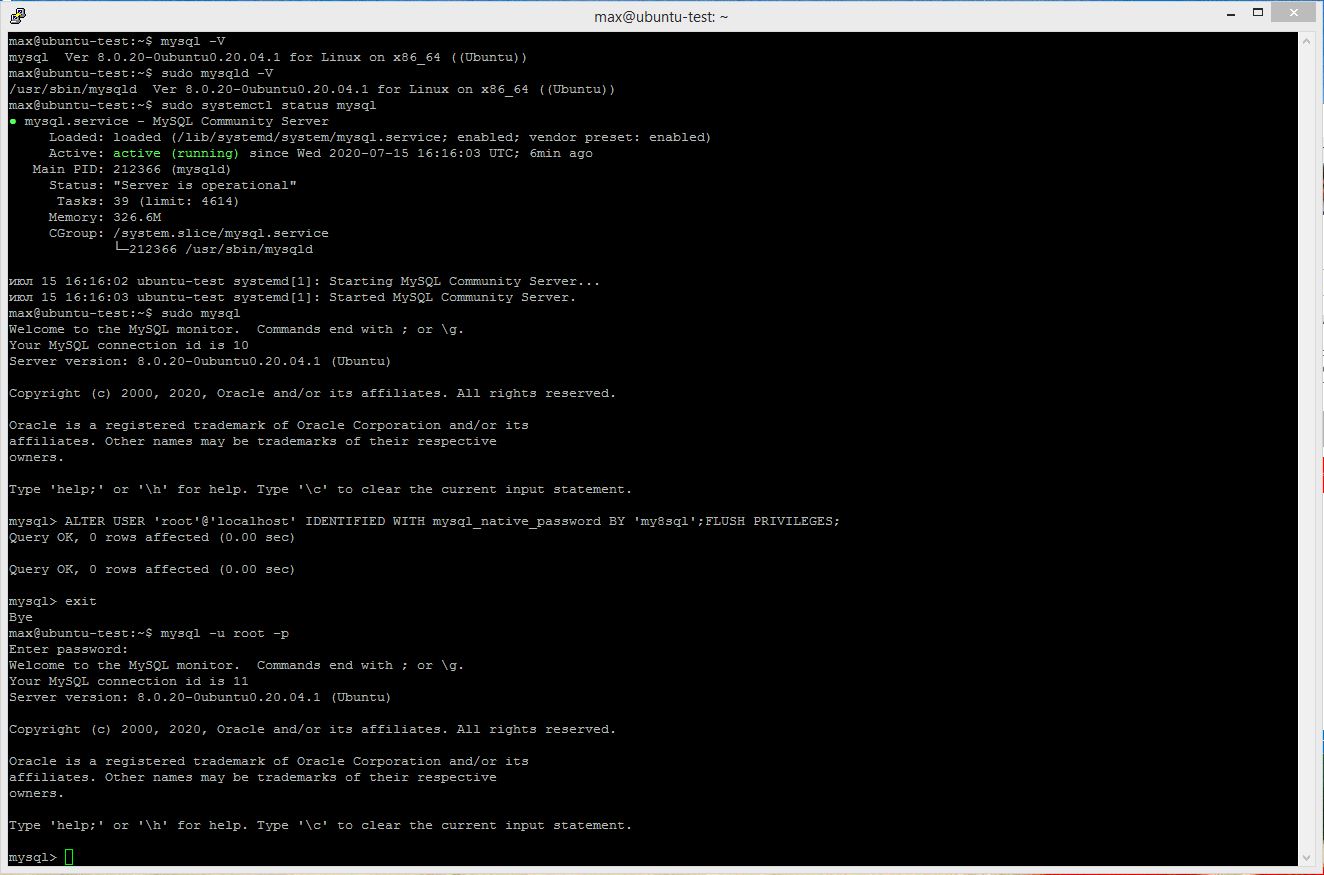 max@ubuntu-test: ~
max@ubuntu-test:~$ mysql -V
mysql  Ver 8.0.20-0ubuntu0.20.04.1 for Linux on x86_64 ((Ubuntu))
max@ubuntu-test:~$ sudo mysqld -V
/usr/sbin/mysqld  Ver 8.0.20-0ubuntu0.20.04.1 for Linux on x86_64 ((Ubuntu))
max@ubuntu-test:~$ sudo systemctl status mysql
● mysql.service - MySQL Community Server
     Loaded: loaded (/lib/systemd/system/mysql.service; enabled; vendor preset: enabled)
     Active: active (running) since Wed 2020-07-15 16:16:03 UTC; 6min ago
   Main PID: 212366 (mysqld)
     Status: "Server is operational"
      Tasks: 39 (limit: 4614)
     Memory: 326.6M
     CGroup: /system.slice/mysql.service
             └─212366 /usr/sbin/mysqld
июл 15 16:16:02 ubuntu-test systemd[1]: Starting MySQL Community Server...
июл 15 16:16:03 ubuntu-test systemd[1]: Started MySQL Community Server.
max@ubuntu-test:~$ sudo mysql
Welcome to the MySQL monitor.  Commands end with ; or \g.
Your MySQL connection id is 10
Server version: 8.0.20-0ubuntu0.20.04.1 (Ubuntu)
Copyright (c) 2000, 2020, Oracle and/or its affiliates. All rights reserved.
Oracle is a registered trademark of Oracle Corporation and/or its
affiliates. Other names may be trademarks of their respective
owners.
Type 'help;' or '\h' for help. Type '\c' to clear the current input statement.
mysql> ALTER USER 'root'@'localhost' IDENTIFIED WITH mysql_native_password BY 'my8sql';FLUSH PRIVILEGES;
Query OK, 0 rows affected (0.00 sec)
Query OK, 0 rows affected (0.00 sec)
mysql> exit
Bye
max@ubuntu-test:~$ mysql -u root -p
Enter password:
Welcome to the MySQL monitor.  Commands end with ; or \g.
Your MySQL connection id is 11
Server version: 8.0.20-0ubuntu0.20.04.1 (Ubuntu)
Copyright (c) 2000, 2020, Oracle and/or its affiliates. All rights reserved.
Oracle is a registered trademark of Oracle Corporation and/or its
affiliates. Other names may be trademarks of their respective
owners.
Type 'help;' or '\h' for help. Type '\c' to clear the current input statement.
mysql>